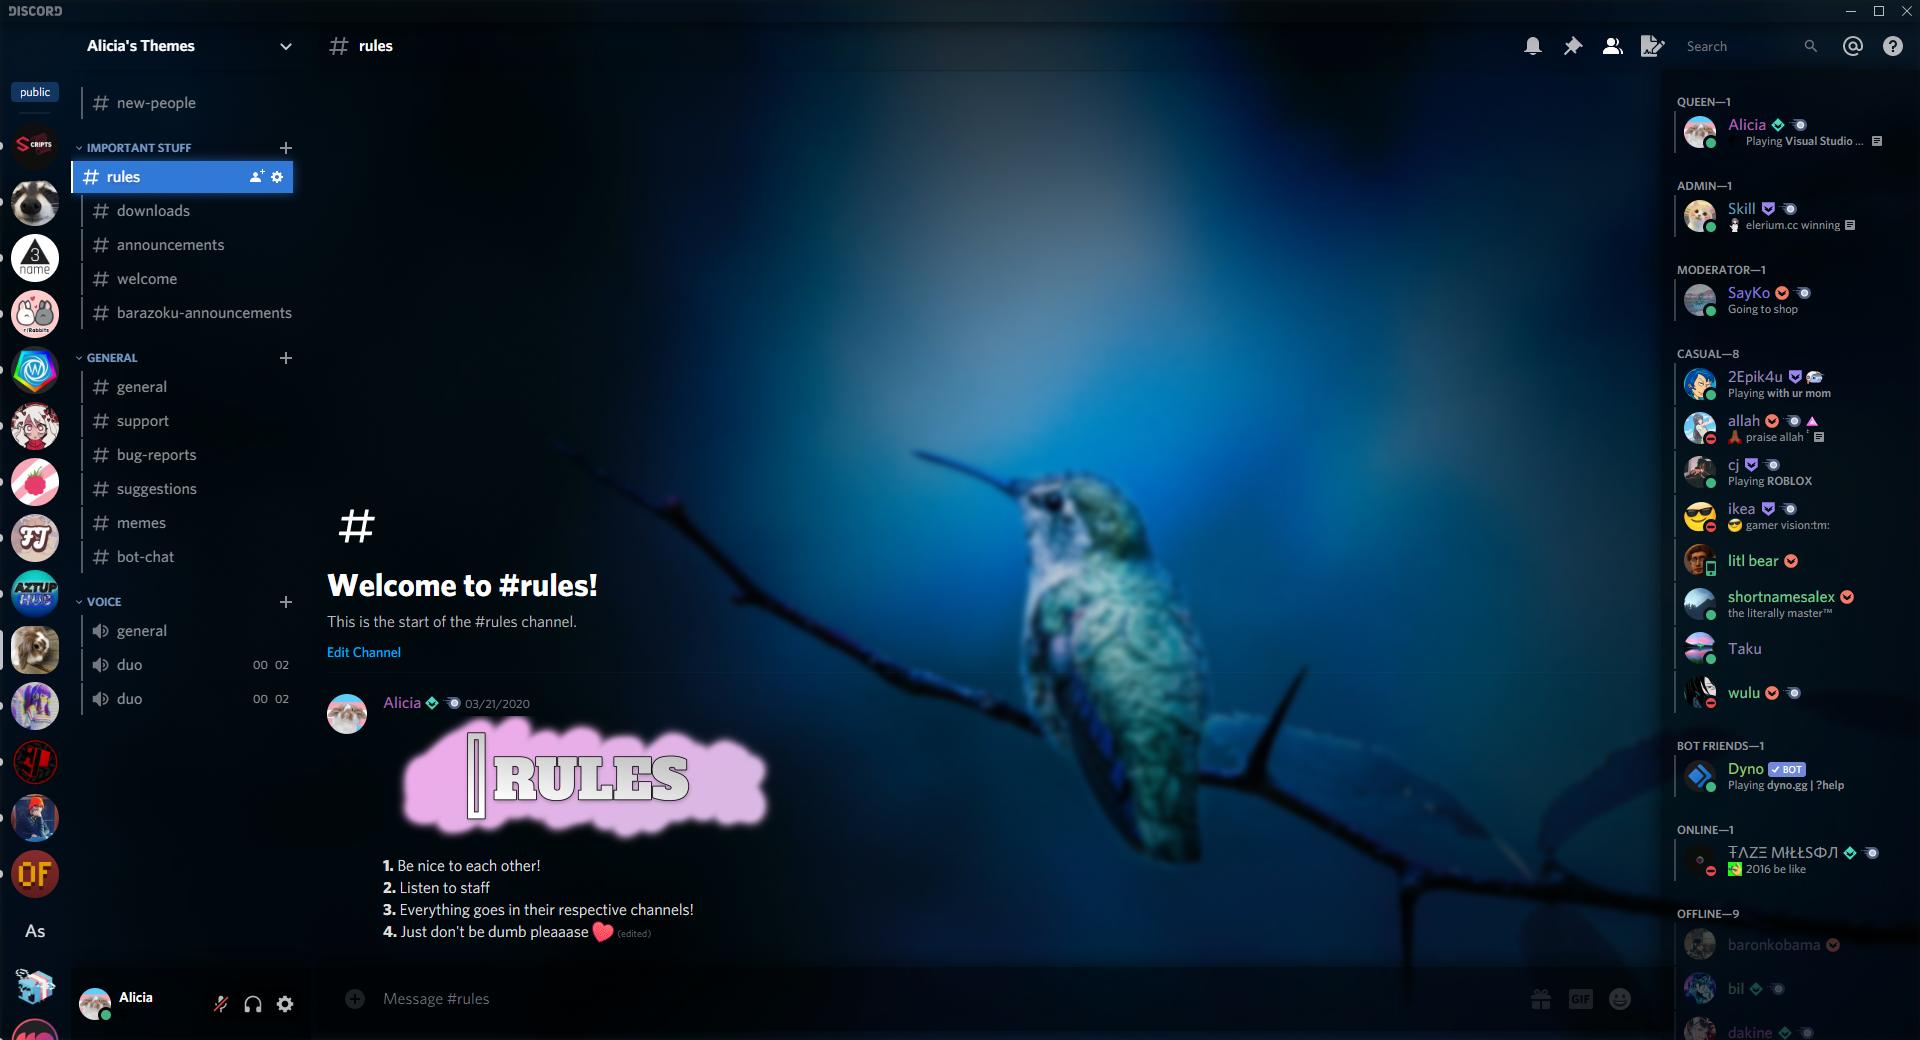 DISCORD
Alicia's Themes
rules
Search
public
new-people
IMPORTANT STUFF
rules
downloads
announcements
welcome
barazoku-announcements
GENERAL
general
support
bug-reports
suggestions
memes
bot-chat
VOICE
general
duo 00 02
duo 00 02
SCRIPTS
3
name
r/Rabbits
W
FJ
AZTUP
HUB
OF
As
Alicia
Welcome to #rules!
This is the start of the #rules channel.
Edit Channel
Alicia 03/21/2020
RULES
1. Be nice to each other!
2. Listen to staff
3. Everything goes in their respective channels!
4. Just don't be dumb pleaaase (edited)
Message #rules
GIF
QUEEN—1
Alicia
Playing Visual Studio ...
ADMIN—1
Skill
elerium.cc winning
MODERATOR—1
SayKo
Going to shop
CASUAL—8
2Epik4u
Playing with ur mom
allah
praise allah
cj
Playing ROBLOX
ikea
gamer vision:tm:
litl bear
shortnamesalex
the literally master™
Taku
wulu
BOT FRIENDS—1
Dyno BOT
Playing dyno.gg | ?help
ONLINE—1
2016 be like
OFFLINE—9
baronkobama
bil
dakine